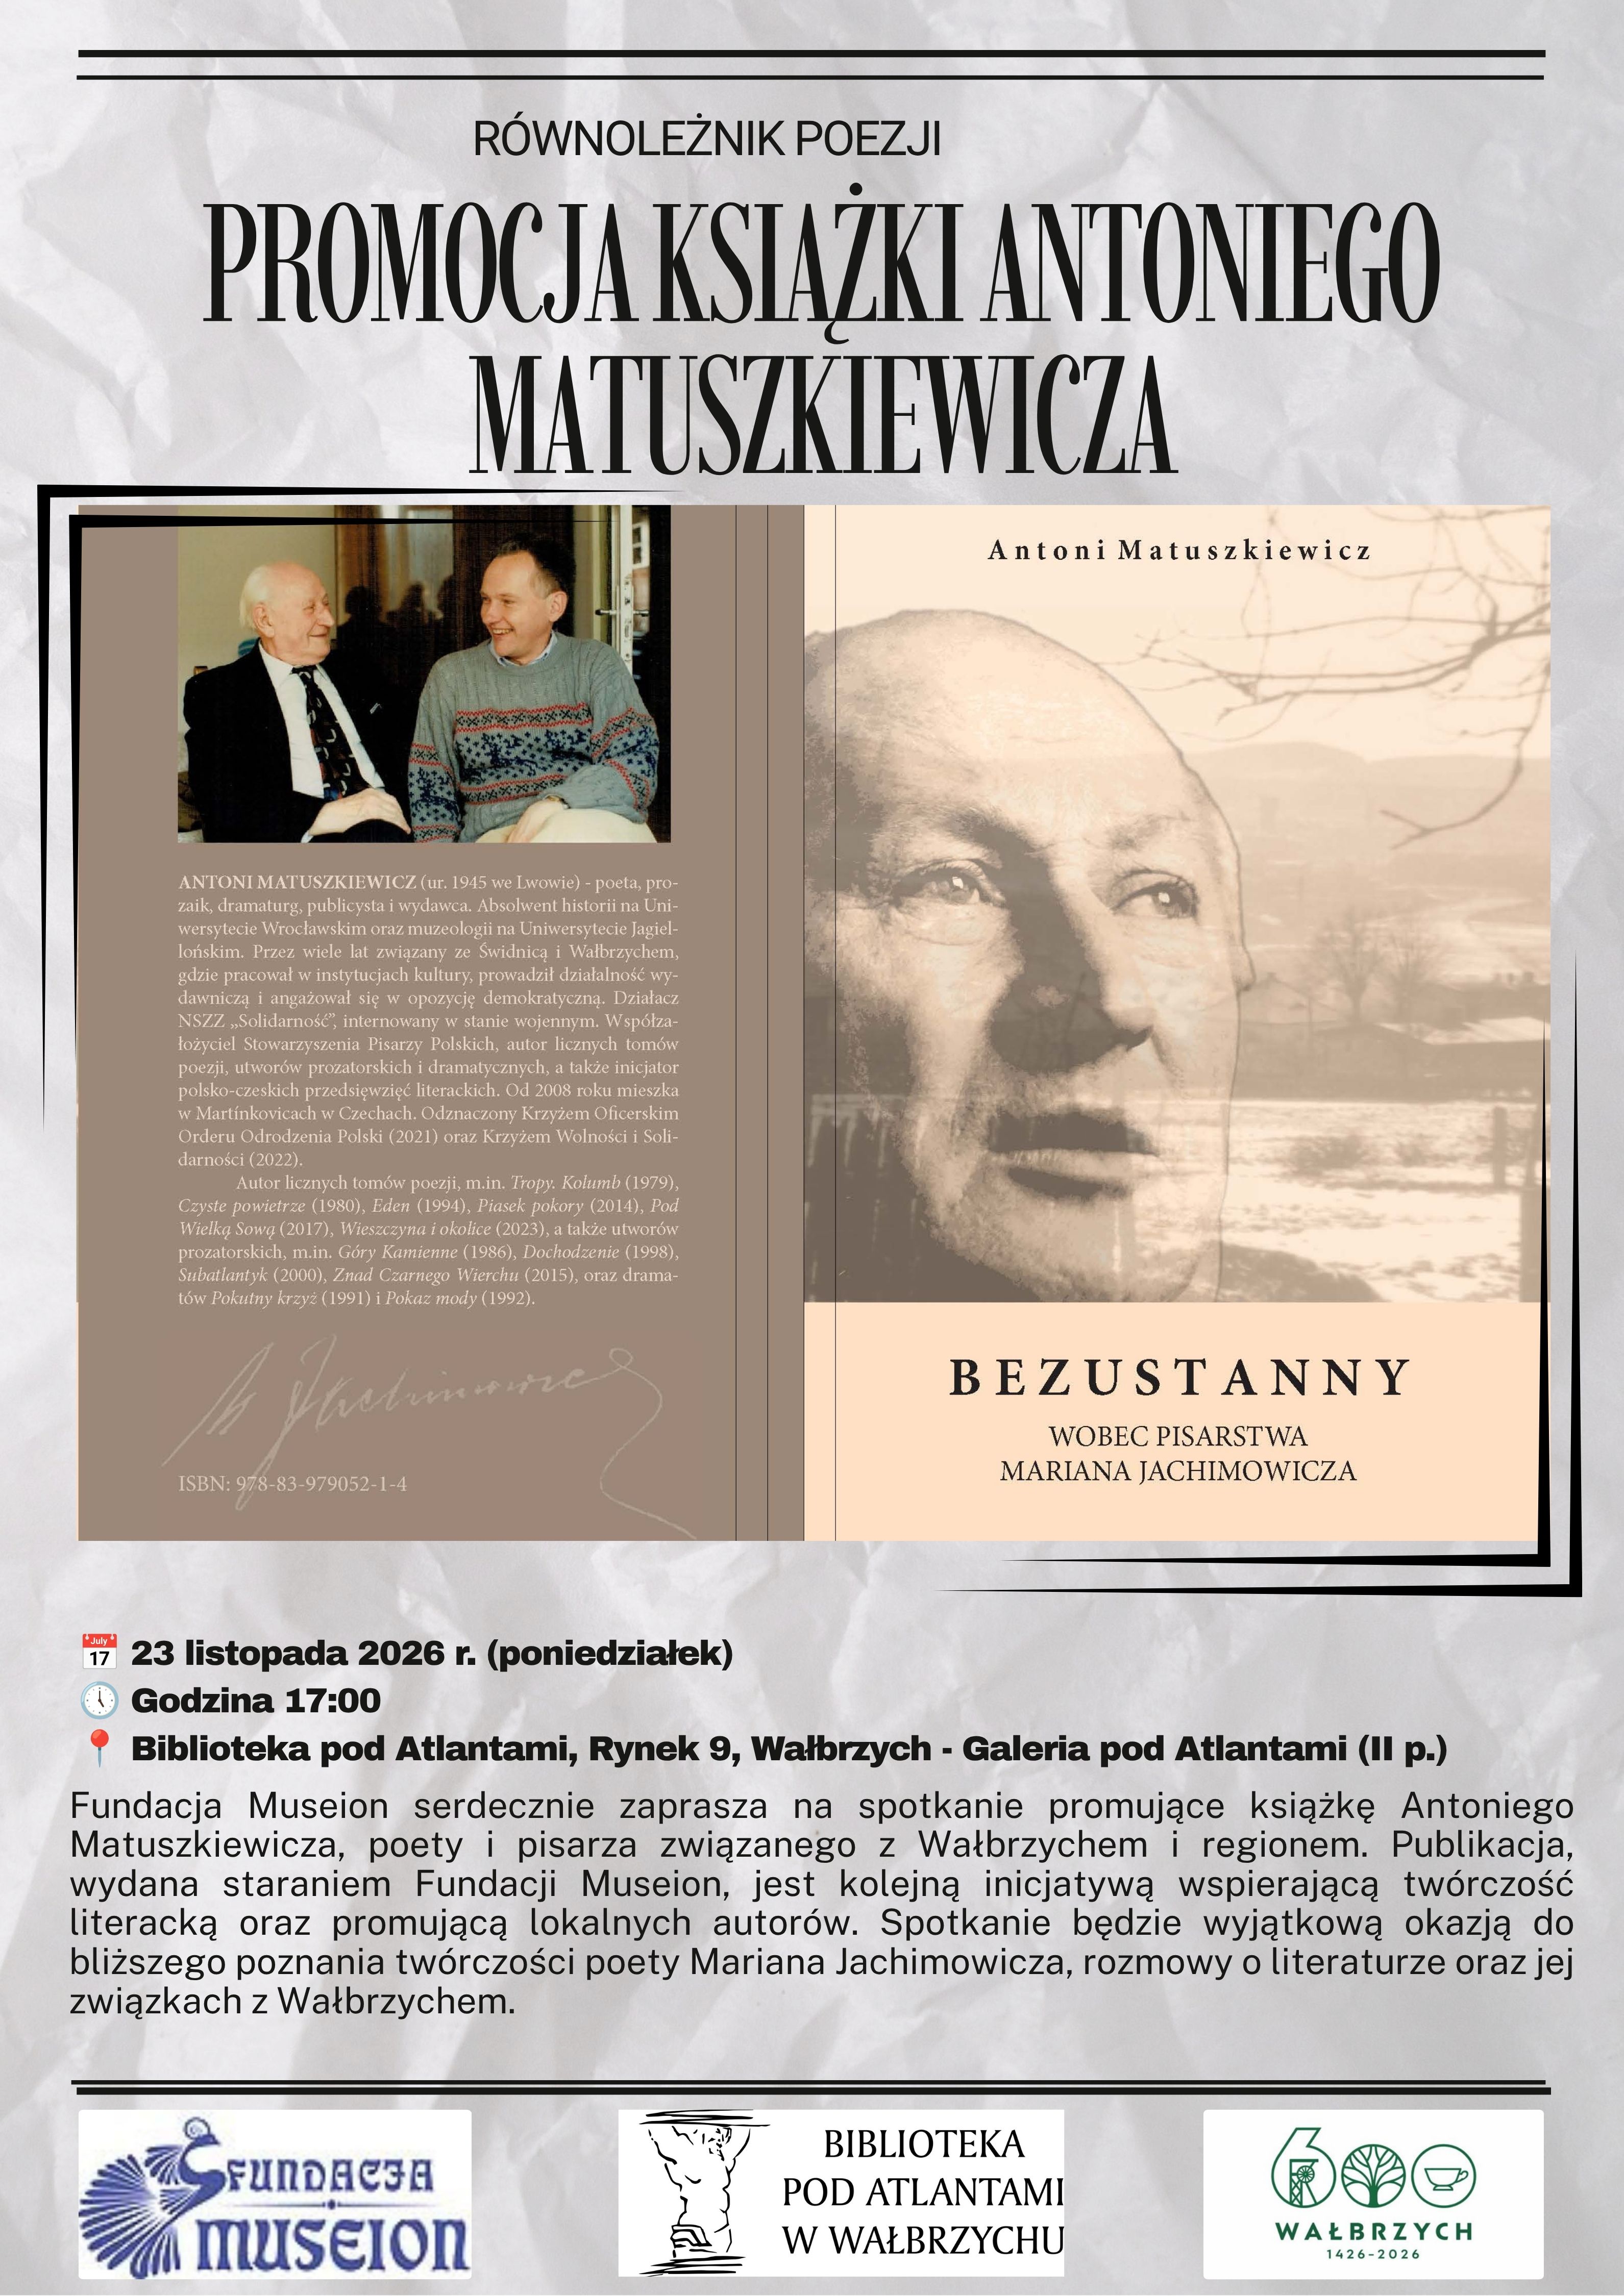 RÓWNOLEŻNIK POEZJI
PROMOCJA KSIĄŻKI ANTONIEGO
MATUSZKIEWICZA
ANTONI MATUSZKIEWICZ (ur. 1945 we Lwowie) - poeta, pro-
zaik, dramaturg, publicysta i wydawca. Absolwent historii na Uni-
wersytecie Wrocławskim oraz muzeologii na Uniwersytecie Jagiel-
lońskim. Przez wiele lat związany ze Świdnicą i Wałbrzychem,
gdzie pracował w instytucjach kultury, prowadził działalność wy-
dawniczą i angażował się w opozycję demokratyczną. Działacz
NSZZ „Solidarność”, internowany w stanie wojennym. Współza-
łożyciel Stowarzyszenia Pisarzy Polskich, autor licznych tomów
poezji, utworów prozatorskich i dramatycznych, a także inicjator
polsko-czeskich przedsięwzięć literackich. Od 2008 roku mieszka
w Martínkovicach w Czechach. Odznaczony Krzyżem Oficerskim
Orderu Odrodzenia Polski (2021) oraz Krzyżem Wolności i Soli-
darności (2022).
Autor licznych tomów poezji, m.in. Tropy. Kolumb (1979),
Czyste powietrze (1980), Eden (1994), Piasek pokory (2014), Pod
Wielką Sową (2017), Wieszczyna i okolice (2023), a także utworów
prozatorskich, m.in. Góry Kamienne (1986), Dochodzenie (1998),
Subatlantyk (2000), Znad Czarnego Wierchu (2015), oraz drama-
tów Pokutny krzyż (1991) i Pokaz mody (1992).
M Jachimowicz
ISBN: 978-83-979052-1-4
Antoni Matuszkiewicz
BEZUSTANNY
WOBEC PISARSTWA
MARIANA JACHIMOWICZA
July
17
23 listopada 2026 r. (poniedziałek)
Godzina 17:00
Biblioteka pod Atlantami, Rynek 9, Wałbrzych - Galeria pod Atlantami (II p.)
Fundacja Museion serdecznie zaprasza na spotkanie promujące książkę Antoniego
Matuszkiewicza, poety i pisarza związanego z Wałbrzychem i regionem. Publikacja,
wydana staraniem Fundacji Museion, jest kolejną inicjatywą wspierającą twórczość
literacką oraz promującą lokalnych autorów. Spotkanie będzie wyjątkową okazją do
bliższego poznania twórczości poety Mariana Jachimowicza, rozmowy o literaturze oraz jej
związkach z Wałbrzychem.
FUNDACJA
MUSEION
BIBLIOTEKA
POD ATLANTAMI
W WAŁBRZYCHU
600
WAŁBRZYCH
1426-2026